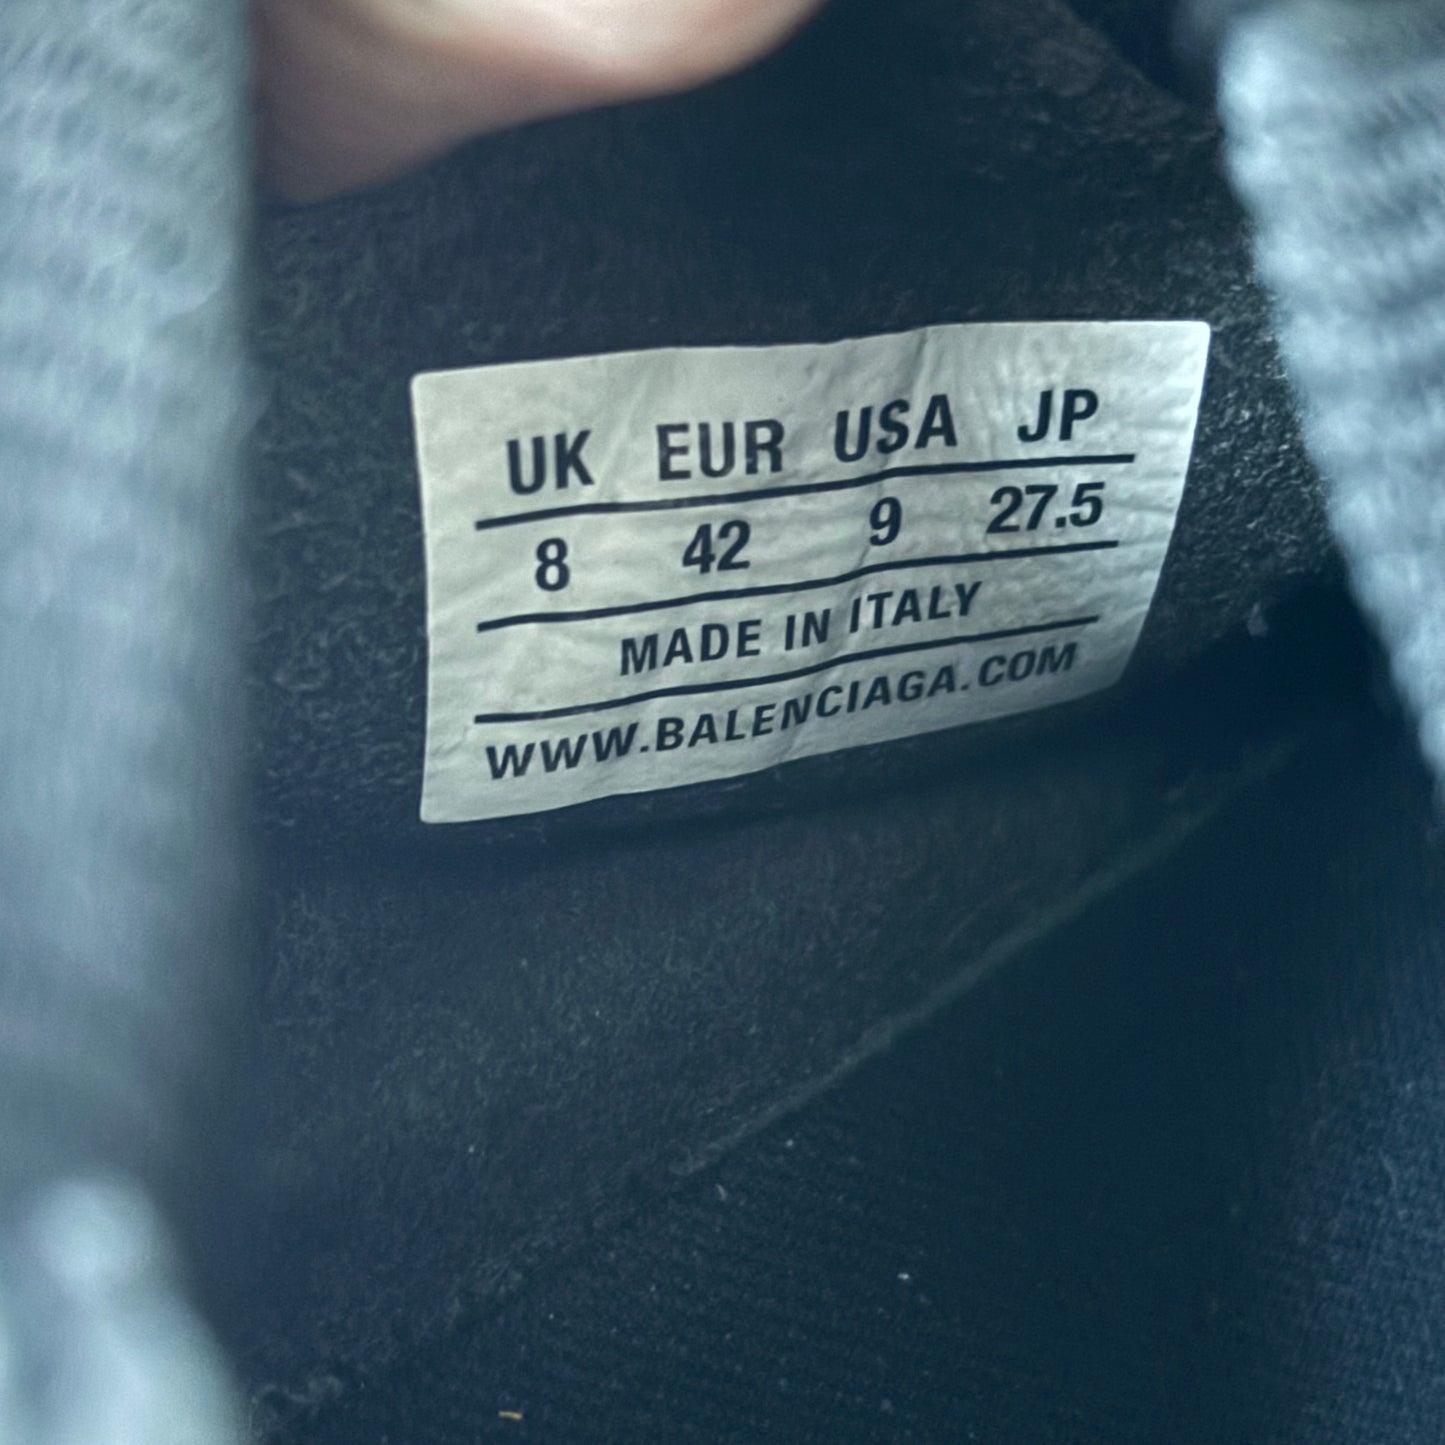 UK EUR USA JP
8 42 9 27.5
MADE IN ITALY
WWW.BALENCIAGA.COM